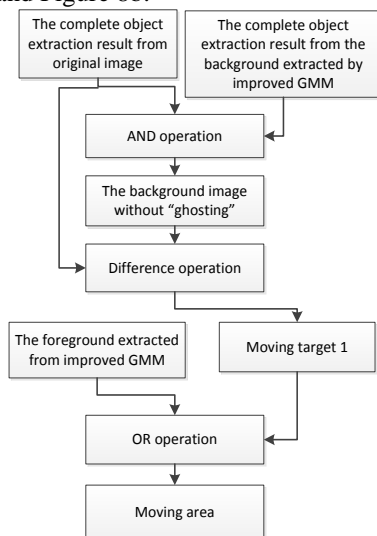 and Figure 8b.
The complete object
extraction result from
original image
The complete object
extraction result from the
background extracted by
improved GMM
AND operation
The background image
without “ghosting”
Difference operation
The foreground extracted
from improved GMM
Moving target 1
OR operation
Moving area